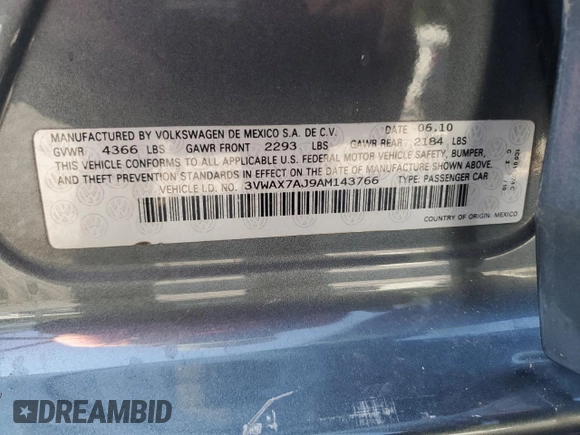 MANUFACTURED BY VOLKSWAGEN DE MEXICO S.A. DE C.V. DATE 06.10
GVWR 4366 LBS GAWR FRONT 2293 LBS GAWR REAR 2184 LBS
THIS VEHICLE CONFORMS TO ALL APPLICABLE U.S. FEDERAL MOTOR VEHICLE SAFETY, BUMPER,
AND THEFT PREVENTION STANDARDS IN EFFECT ON THE DATE OF MANUFACTURE SHOWN ABOVE.
VEHICLE I.D. NO. 3VWAX7AJ9AM143766 TYPE: PASSENGER CAR
COUNTRY OF ORIGIN: MEXICO
DREAMBID